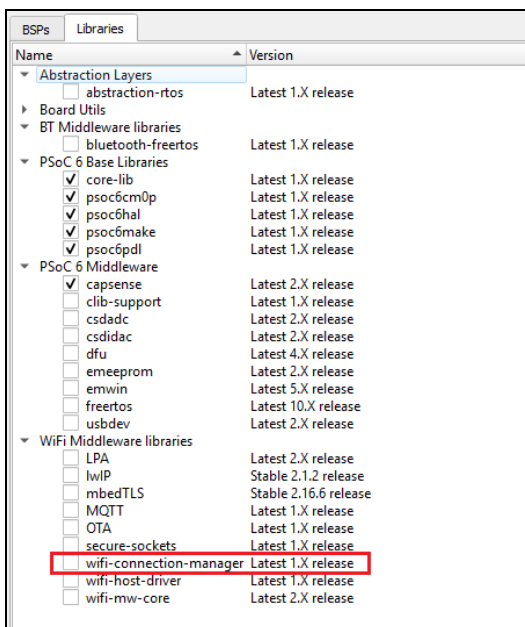 BSPs Libraries
Name Version
Abstraction Layers
abstraction-rtos Latest 1.X release
Board Utils
BT Middleware libraries
bluetooth-freertos Latest 1.X release
PSoC 6 Base Libraries
core-lib Latest 1.X release
psoc6cm0p Latest 1.X release
psoc6hal Latest 1.X release
psoc6make Latest 1.X release
psoc6pdl Latest 1.X release
PSoC 6 Middleware
capsense Latest 2.X release
clib-support Latest 1.X release
csdadc Latest 2.X release
csdidac Latest 2.X release
dfu Latest 4.X release
emeeprom Latest 2.X release
emwin Latest 5.X release
freertos Latest 10.X release
usbdev Latest 2.X release
WiFi Middleware libraries
LPA Latest 2.X release
lwIP Stable 2.1.2 release
mbedTLS Stable 2.16.6 release
MQTT Latest 1.X release
OTA Latest 1.X release
secure-sockets Latest 1.X release
wifi-connection-manager Latest 1.X release
wifi-host-driver Latest 1.X release
wifi-mw-core Latest 2.X release